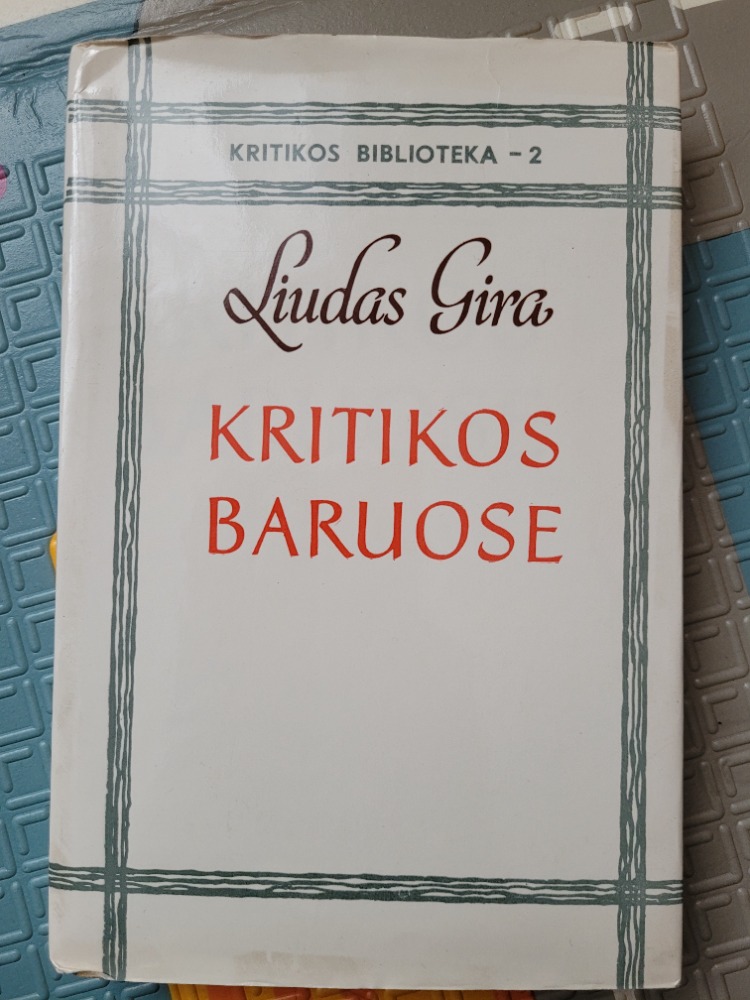 KRITIKOS BIBLIOTEKA – 2
Liudas Gira
KRITIKOS
BARUOSE